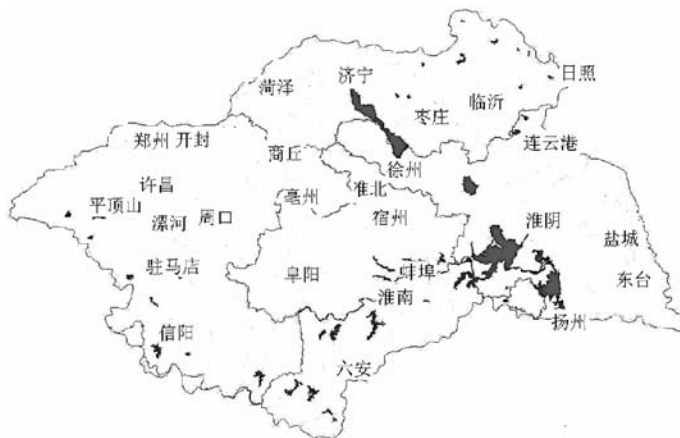 日照
济宁
菏泽
临沂
枣庄
郑州 开封
连云港
商丘
徐州
许昌
淮北
亳州
平顶山
周口
宿州
漯河
淮阴
盐城
驻马店
阜阳
蚌埠
东台
淮南
扬州
信阳
六安